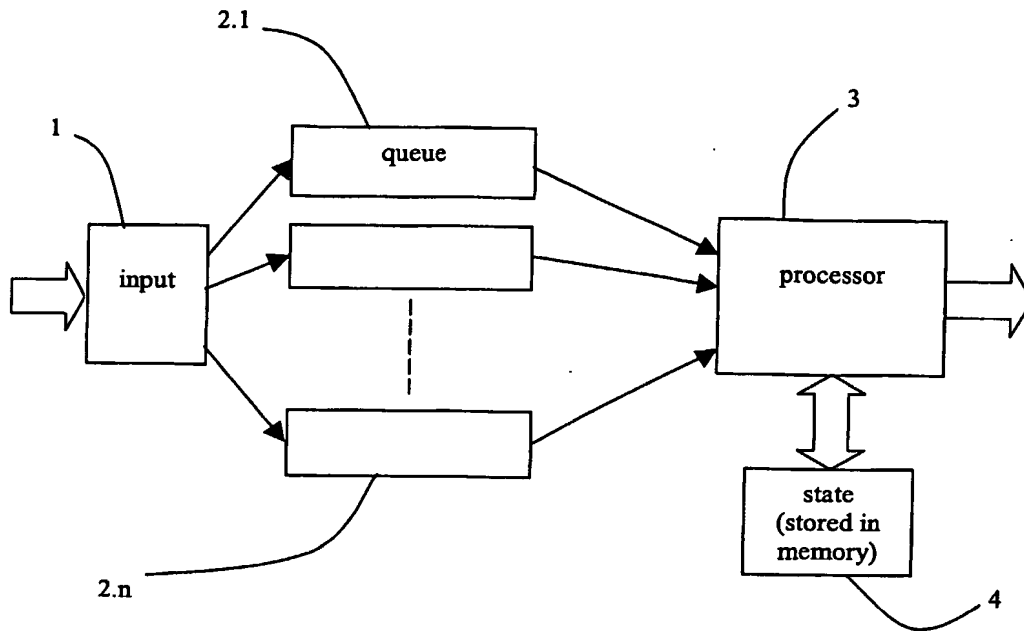 2.1
3
1
queue
input
processor
state
(stored in
memory)
2.n
4